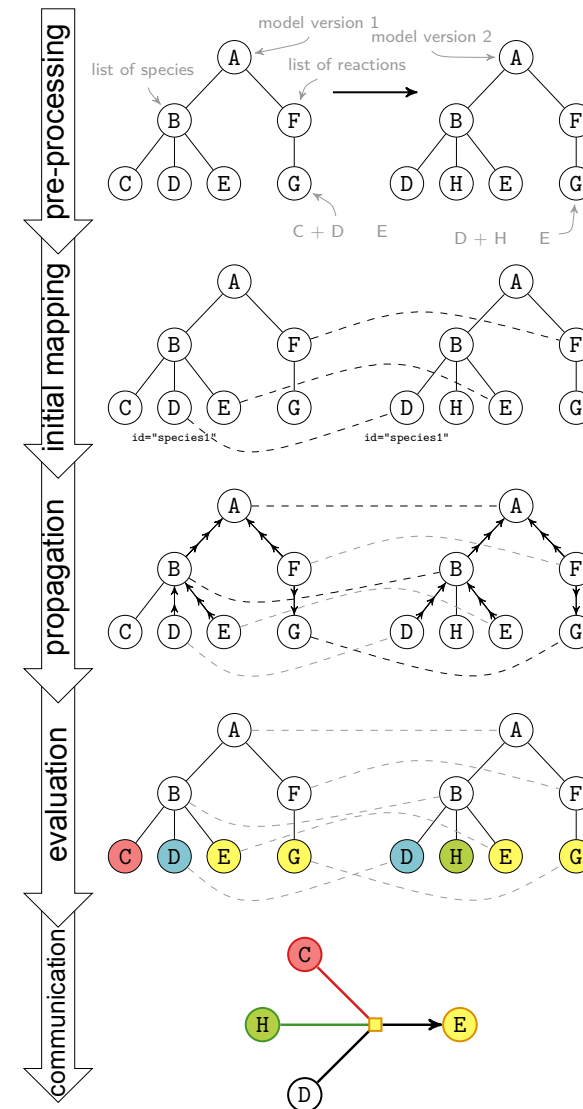 pre-processing
model version 1
model version 2
list of species
list of reactions
A
A
B
F
B
F
C
D
E
G
D
H
E
G
C + D E
D + H E
initial mapping
A
A
B
F
B
F
C
D
E
G
D
H
E
G
id="species1"
id="species1"
propagation
A
A
B
F
B
F
C
D
E
G
D
H
E
G
evaluation
A
A
B
F
B
F
C
D
E
G
D
H
E
G
communication
C
H
E
D